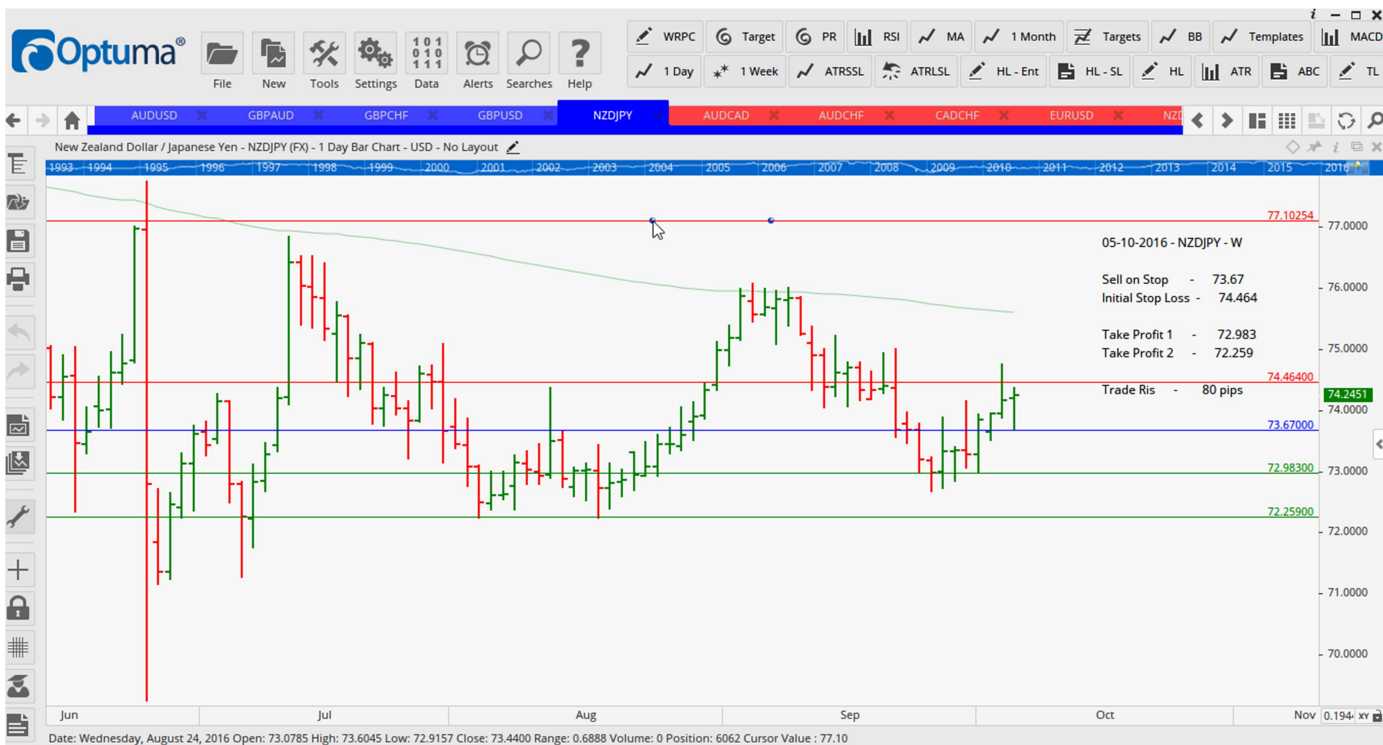 Optuma®
File New Tools Settings Data Alerts Searches Help
WRPC Target PR RSI MA 1 Month Targets BB Templates MACD
1 Day 1 Week ATRSSL ATRLSL HL - Ent HL - SL HL ATR ABC TL
AUDUSD GBPAUD GBPCHF GBPUSD NZDJPY AUDCAD AUDCHF CADCHF EURUSD NZD
New Zealand Dollar / Japanese Yen - NZDJPY (FX) - 1 Day Bar Chart - USD - No Layout
1993 1994 1995 1996 1997 1998 1999 2000 2001 2002 2003 2004 2005 2006 2007 2008 2009 2010 2011 2012 2013 2014 2015 2016
77.10254
77.0000
05-10-2016 - NZDJPY - W
Sell on Stop - 73.67
76.0000
Initial Stop Loss - 74.464
Take Profit 1 - 72.983
75.0000
Take Profit 2 - 72.259
74.46400
Trade Ris - 80 pips
74.2451
74.0000
73.67000
72.98300
73.0000
72.25900
72.0000
71.0000
70.0000
Jun Jul Aug Sep Oct Nov 0.194 XY
Date: Wednesday, August 24, 2016 Open: 73.0785 High: 73.6045 Low: 72.9157 Close: 73.4400 Range: 0.6888 Volume: 0 Position: 6062 Cursor Value : 77.10